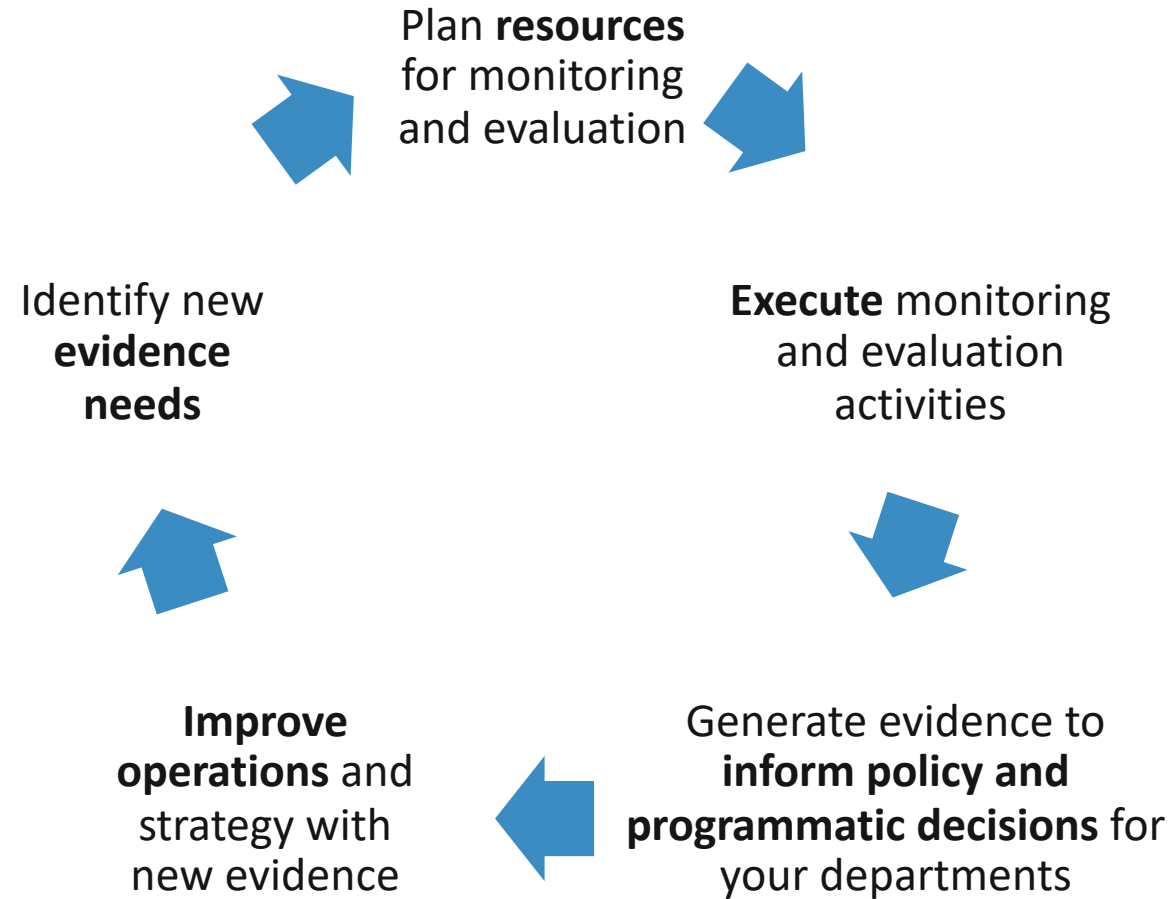 Plan resources
for monitoring
and evaluation
Execute monitoring
and evaluation
activities
Generate evidence to
inform policy and
programmatic decisions for
your departments
Improve
operations and
strategy with
new evidence
Identify new
evidence
needs